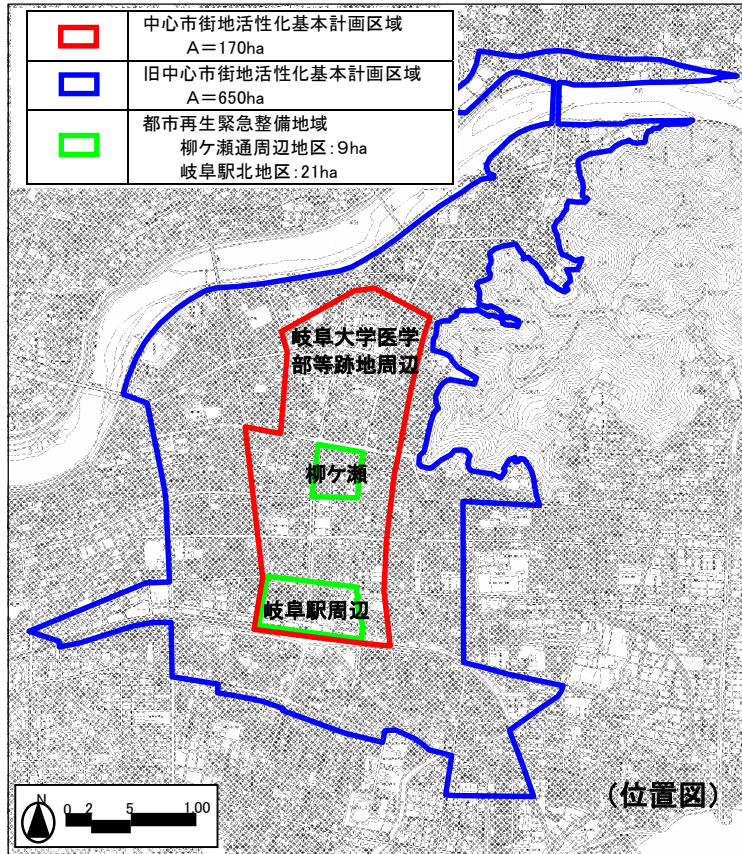 中心市街地活性化基本計画区域
A=170ha
旧中心市街地活性化基本計画区域
A=650ha
都市再生緊急整備地域
柳ケ瀬通周辺地区:9ha
岐阜駅北地区:21ha
岐阜大学医学
部等跡地周辺
柳ケ瀬
岐阜駅周辺
(位置図)
N
0 2 5 1,00